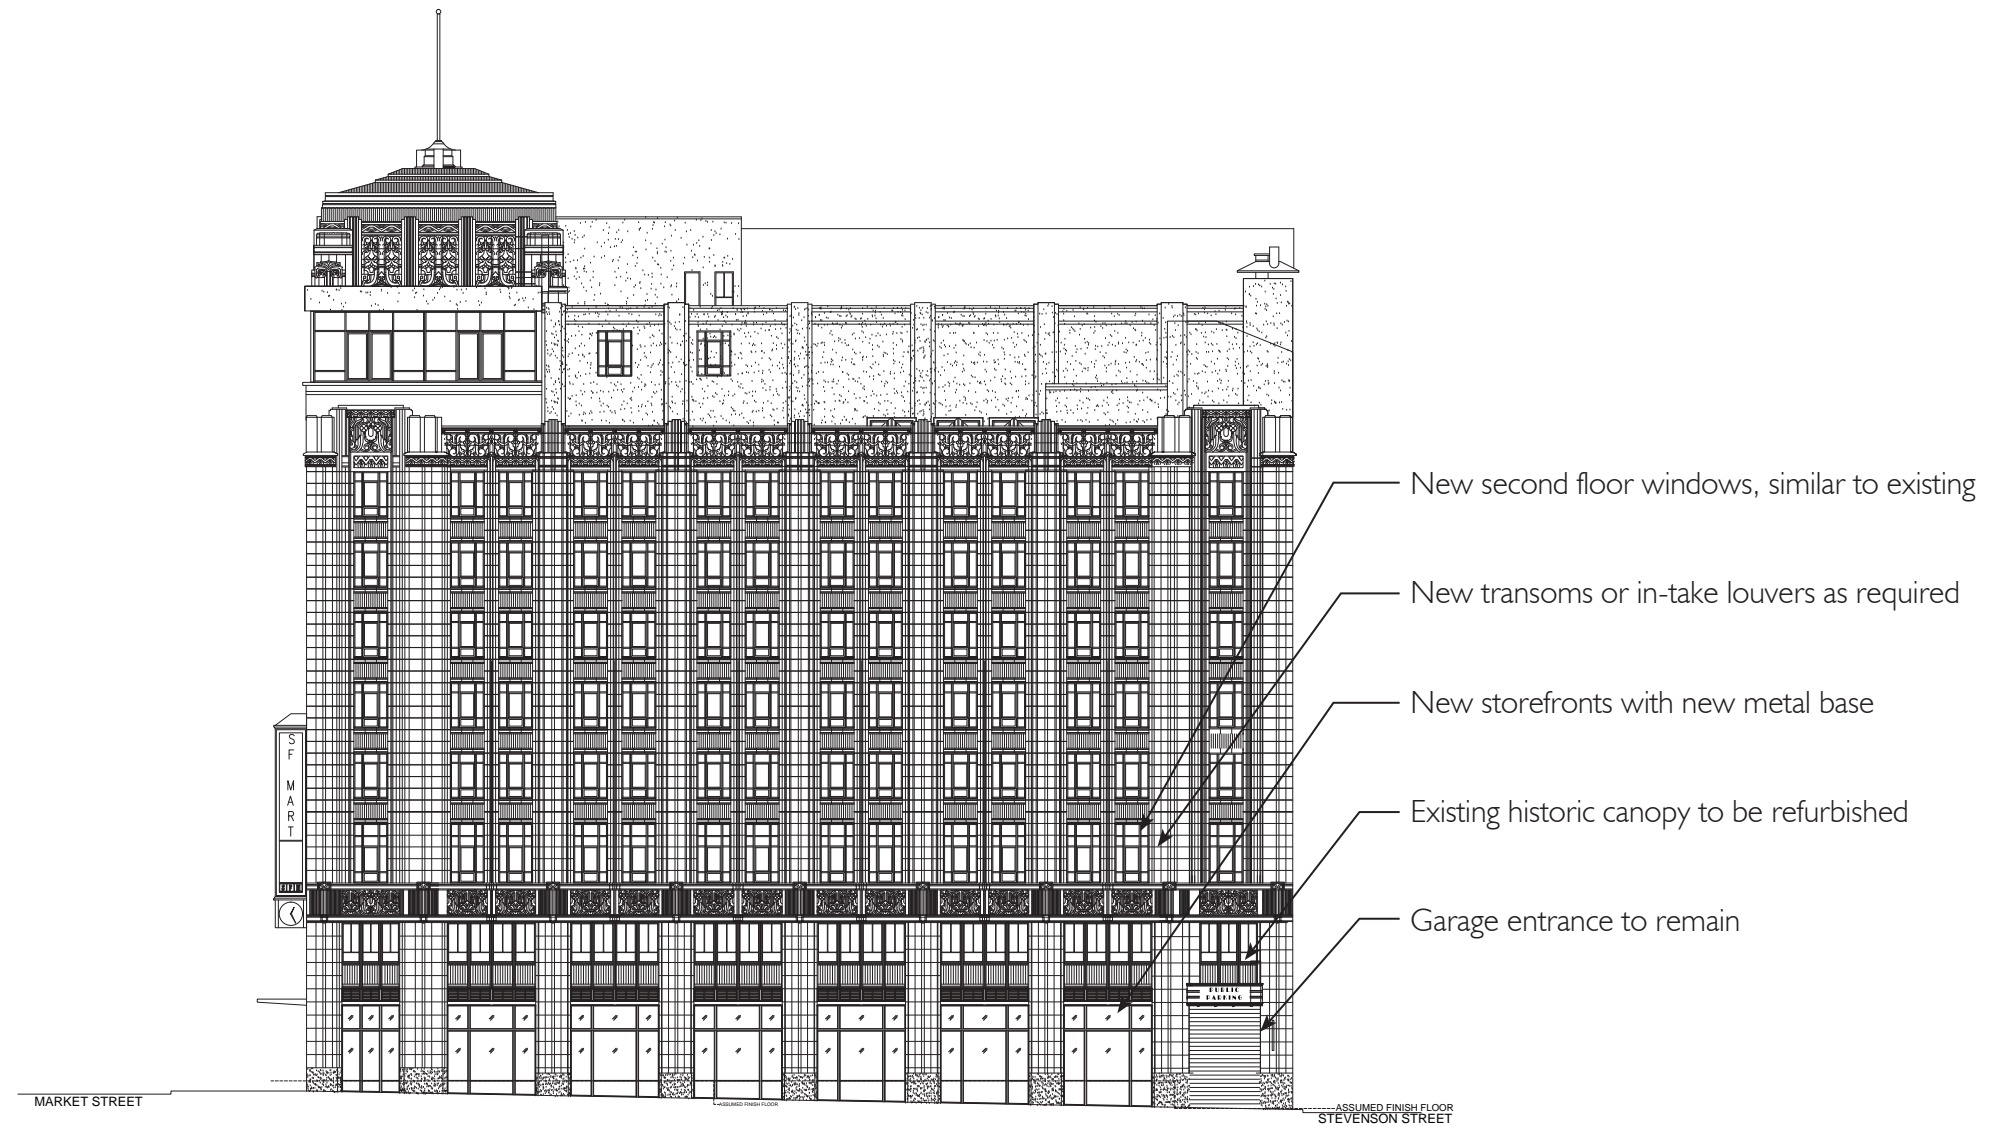 New second floor windows, similar to existing
New transoms or in-take louvers as required
New storefronts with new metal base
Existing historic canopy to be refurbished
Garage entrance to remain
SF MART
PUBLIC
PARKING
MARKET STREET
ASSUMED FINISH FLOOR
ASSUMED FINISH FLOOR
STEVENSON STREET